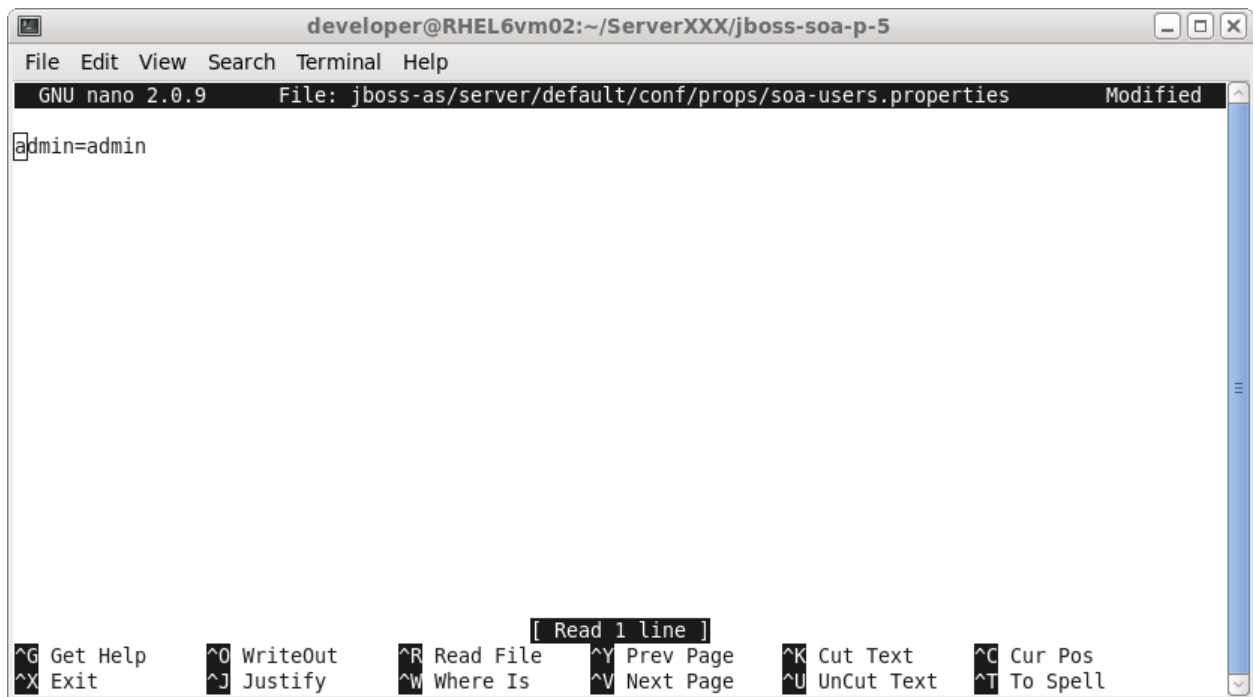 developer@RHEL6vm02:~/ServerXXX/jboss-soa-p-5
File Edit View Search Terminal Help
GNU nano 2.0.9 File: jboss-as/server/default/conf/props/soa-users.properties Modified
admin=admin
[ Read 1 line ]
^G Get Help ^O WriteOut ^R Read File ^Y Prev Page ^K Cut Text ^C Cur Pos
^X Exit ^J Justify ^W Where Is ^V Next Page ^U UnCut Text ^T To Spell